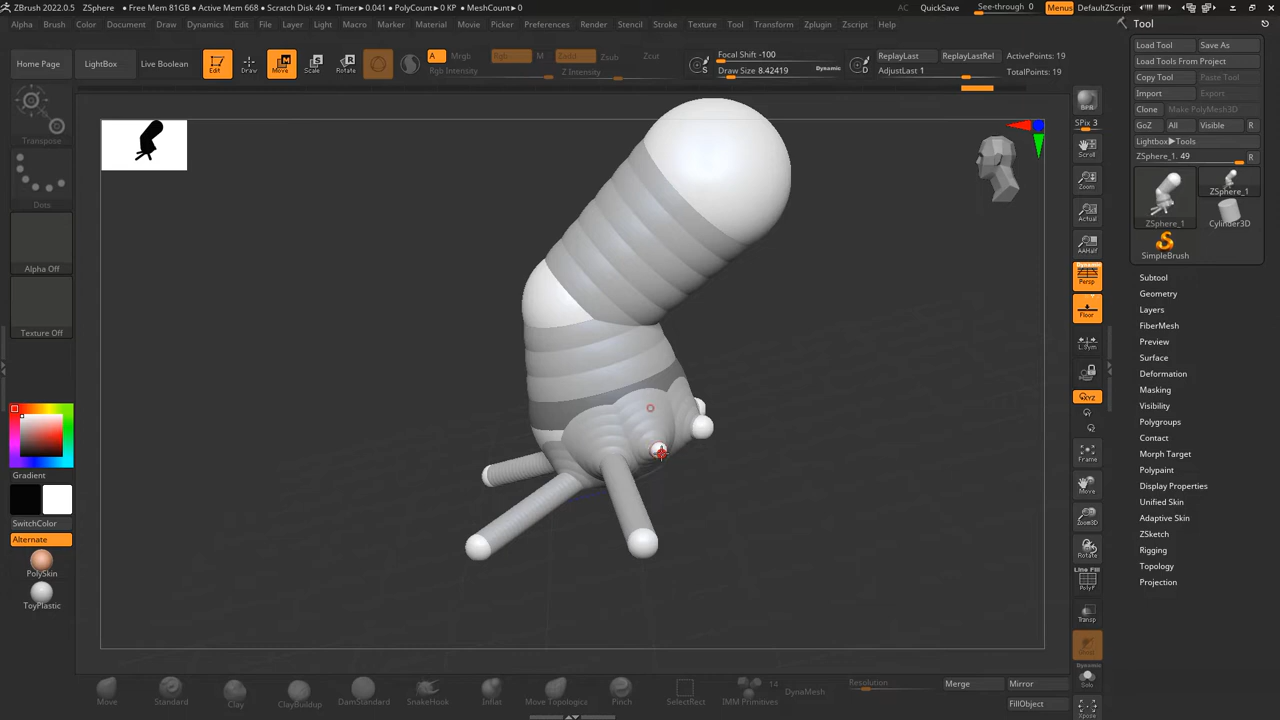 ZBrush 2022.0.5 ZSphere_1 ● Free Mem 81GB ● Active Mem 668 ● Scratch Disk 49 ● Timer►0.041 ● PolyCount►0 KP ● MeshCount►0 AC QuickSave See-through 0 Menus DefaultZScript
Alpha Brush Color Document Draw Dynamics Edit File Layer Light Macro Marker Material Movie Picker Preferences Render Stencil Stroke Texture Tool Transform Zplugin Zscript Help
Tool
Home Page LightBox Live Boolean Edit Draw Move Scale Rotate
A Mrgb Rgb M Zadd Zsub Zcut
Rgb Intensity Z Intensity
S Focal Shift -100
Draw Size 8.42419 Dynamic
D ReplayLast ReplayLastRel ActivePoints: 19
AdjustLast 1 TotalPoints: 19
Load Tool Save As
Load Tools From Project
Copy Tool Paste Tool
Import Export
Clone Make PolyMesh3D
GoZ All Visible R
Lightbox►Tools
ZSphere_1. 49 R
ZSphere_1
ZSphere_1 Cylinder3D
SimpleBrush
Subtool
Geometry
Layers
FiberMesh
Preview
Surface
Deformation
Masking
Visibility
Polygroups
Contact
Morph Target
Polypaint
Display Properties
Unified Skin
Adaptive Skin
ZSketch
Rigging
Topology
Projection
BPR
SPix 3
Scroll
Zoom
Actual
AAHalf
Dynamic
Persp
Floor
L.Sym
XYZ
Y
Z
Frame
Move
Zoom3D
Rotate
Line Fill
PolyF
Transp
Ghost
Dynamic
Solo
Xpose
Transpose
Dots
Alpha Off
Texture Off
Gradient
SwitchColor
Alternate
PolySkin
ToyPlastic
Move Standard Clay ClayBuildup DamStandard SnakeHook Inflat Move Topologica Pinch SelectRect IMM Primitives 14 DynaMesh
Resolution Merge Mirror
FillObject